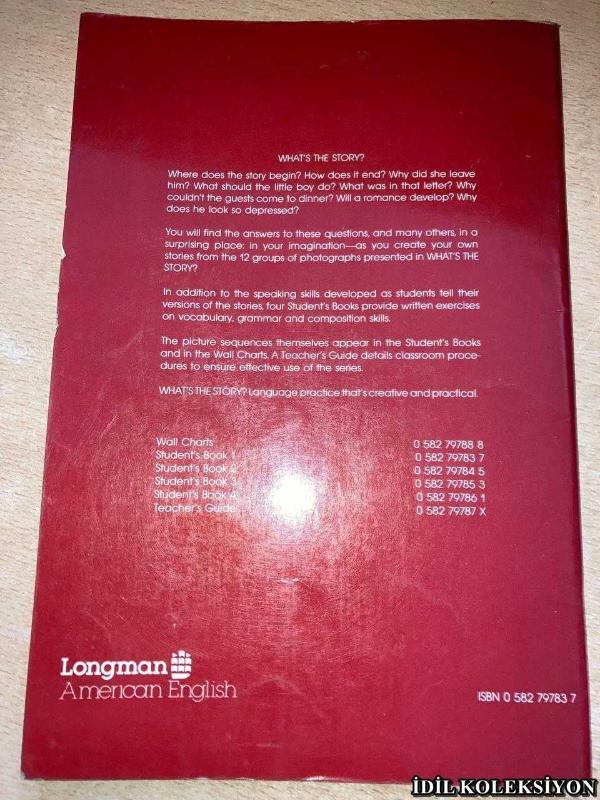 WHAT'S THE STORY?
Where does the story begin? How does it end? Why did she leave
him? What should the little boy do? What was in that letter? Why
couldn't the guests come to dinner? Will a romance develop? Why
does he look so depressed?
You will find the answers to these questions, and many others, in a
surprising place: in your imagination—as you create your own
stories from the 12 groups of photographs presented in WHAT'S THE
STORY?
In addition to the speaking skills developed as students tell their
versions of the stories, four Student's Books provide written exercises
on vocabulary, grammar and composition skills.
The picture sequences themselves appear in the Student's Books
and in the Wall Charts. A Teacher's Guide details classroom proce-
dures to ensure effective use of the series.
WHAT'S THE STORY? Language practice that's creative and practical.
Wall Charts 0 582 79788 8
Student's Book 1 0 582 79783 7
Student's Book 2 0 582 79784 5
Student's Book 3 0 582 79785 3
Student's Book 4 0 582 79786 1
Teacher's Guide 0 582 79787 X
Longman
American English
ISBN 0 582 79783 7
İDİL KOLEKSİYON